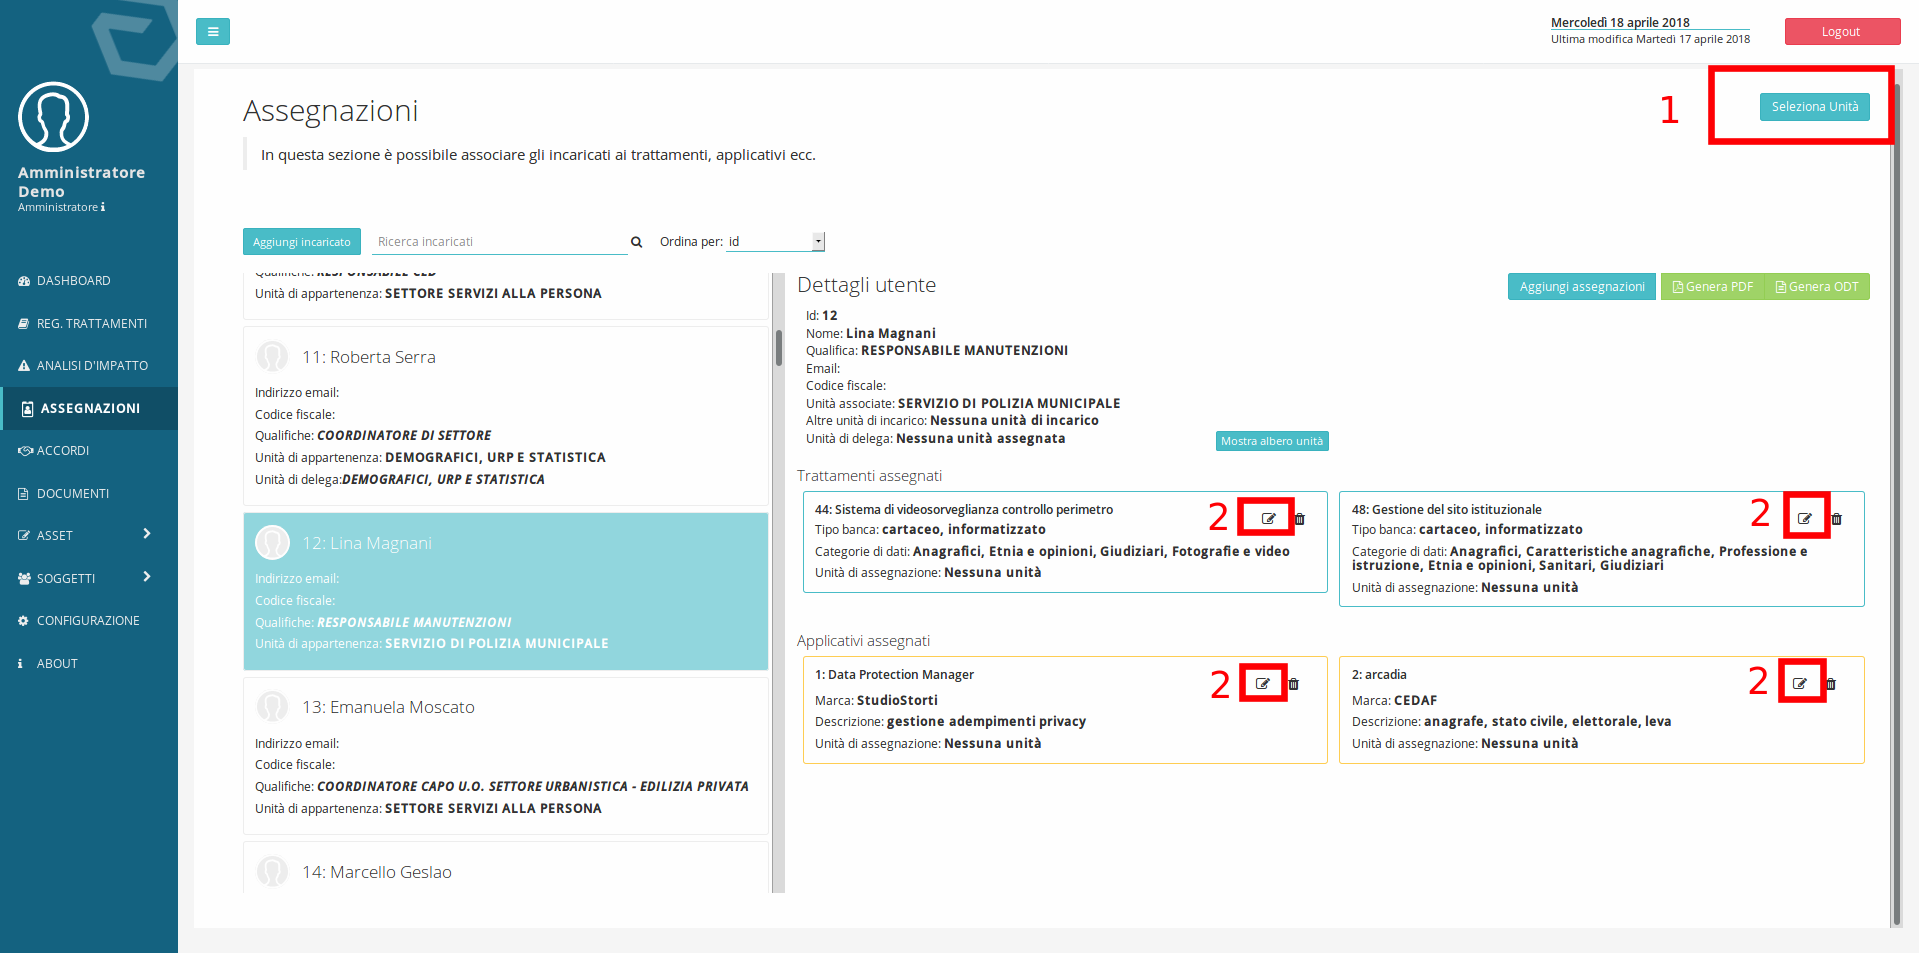 Mercoledì 18 aprile 2018
Ultima modifica Martedì 17 aprile 2018
Logout
Amministratore
Demo
Amministratore
DASHBOARD
REG. TRATTAMENTI
ANALISI D'IMPATTO
ASSEGNAZIONI
ACCORDI
DOCUMENTI
ASSET
SOGGETTI
CONFIGURAZIONE
ABOUT
Assegnazioni
1
Seleziona Unità
In questa sezione è possibile associare gli incaricati ai trattamenti, applicativi ecc.
Aggiungi incaricato
Ricerca incaricati
Ordina per: id
Qualifiche: RESPONSABILE CED
Unità di appartenenza: SETTORE SERVIZI ALLA PERSONA
11: Roberta Serra
Indirizzo email:
Codice fiscale:
Qualifiche: COORDINATORE DI SETTORE
Unità di appartenenza: DEMOGRAFICI, URP E STATISTICA
Unità di delega:DEMOGRAFICI, URP E STATISTICA
12: Lina Magnani
Indirizzo email:
Codice fiscale:
Qualifiche: RESPONSABILE MANUTENZIONI
Unità di appartenenza: SERVIZIO DI POLIZIA MUNICIPALE
13: Emanuela Moscato
Indirizzo email:
Codice fiscale:
Qualifiche: COORDINATORE CAPO U.O. SETTORE URBANISTICA - EDILIZIA PRIVATA
Unità di appartenenza: SETTORE SERVIZI ALLA PERSONA
14: Marcello Geslao
Dettagli utente
Aggiungi assegnazioni
Genera PDF
Genera ODT
Id: 12
Nome: Lina Magnani
Qualifica: RESPONSABILE MANUTENZIONI
Email:
Codice fiscale:
Unità associate: SERVIZIO DI POLIZIA MUNICIPALE
Altre unità di incarico: Nessuna unità di incarico
Unità di delega: Nessuna unità assegnata
Mostra albero unità
Trattamenti assegnati
44: Sistema di videosorveglianza controllo perimetro
2
Tipo banca: cartaceo, informatizzato
Categorie di dati: Anagrafici, Etnia e opinioni, Giudiziari, Fotografie e video
Unità di assegnazione: Nessuna unità
48: Gestione del sito istituzionale
2
Tipo banca: cartaceo, informatizzato
Categorie di dati: Anagrafici, Caratteristiche anagrafiche, Professione e
istruzione, Etnia e opinioni, Sanitari, Giudiziari
Unità di assegnazione: Nessuna unità
Applicativi assegnati
1: Data Protection Manager
2
Marca: StudioStorti
Descrizione: gestione adempimenti privacy
Unità di assegnazione: Nessuna unità
2: arcadia
2
Marca: CEDAF
Descrizione: anagrafe, stato civile, elettorale, leva
Unità di assegnazione: Nessuna unità